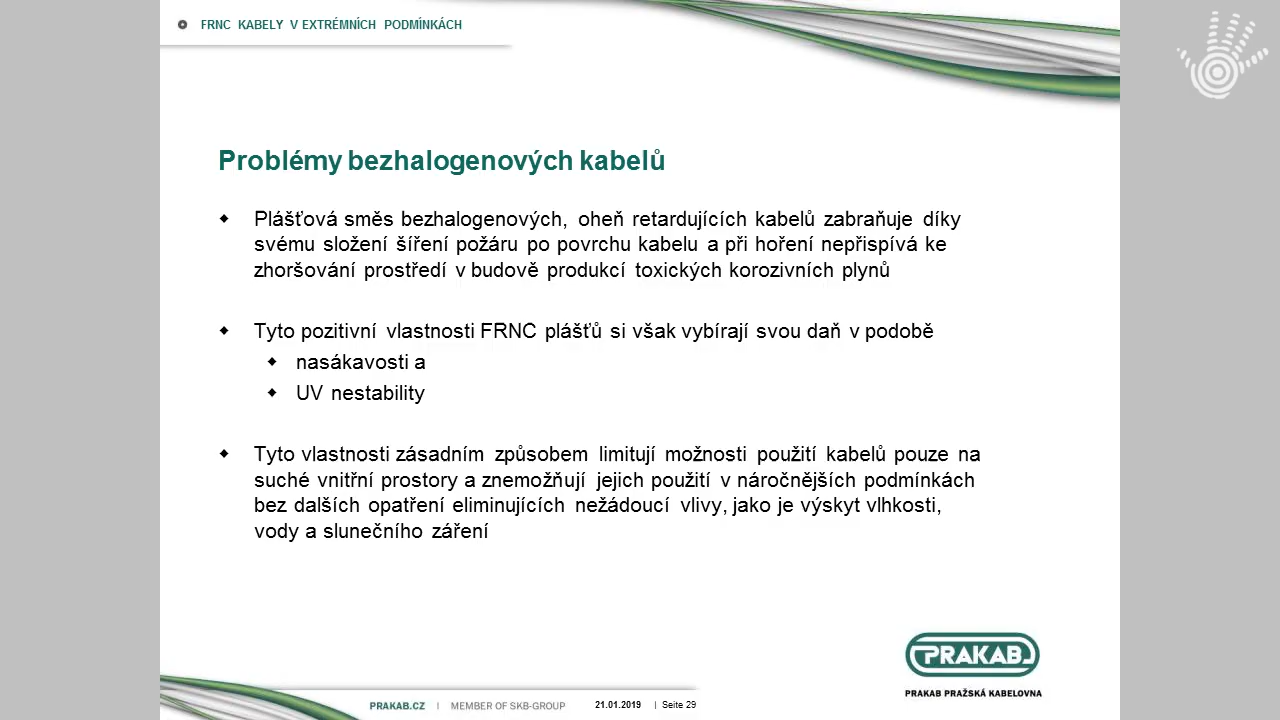 FRNC KABELY V EXTRÉMNÍCH PODMÍNKÁCH
Problémy bezhalogenových kabelů
Plášťová směs bezhalogenových, oheň retardujících kabelů zabraňuje díky
svému složení šíření požáru po povrchu kabelu a při hoření nepřispívá ke
zhoršování prostředí v budově produkcí toxických korozivních plynů
Tyto pozitivní vlastnosti FRNC plášťů si však vybírají svou daň v podobě
nasákavosti a
UV nestability
Tyto vlastnosti zásadním způsobem limitují možnosti použití kabelů pouze na
suché vnitřní prostory a znemožňují jejich použití v náročnějších podmínkách
bez dalších opatření eliminujících nežádoucí vlivy, jako je výskyt vlhkosti,
vody a slunečního záření
PRAKAB
PRAKAB PRAŽSKÁ KABELOVNA
PRAKAB.CZ | MEMBER OF SKB-GROUP 21.01.2019 | Seite 29